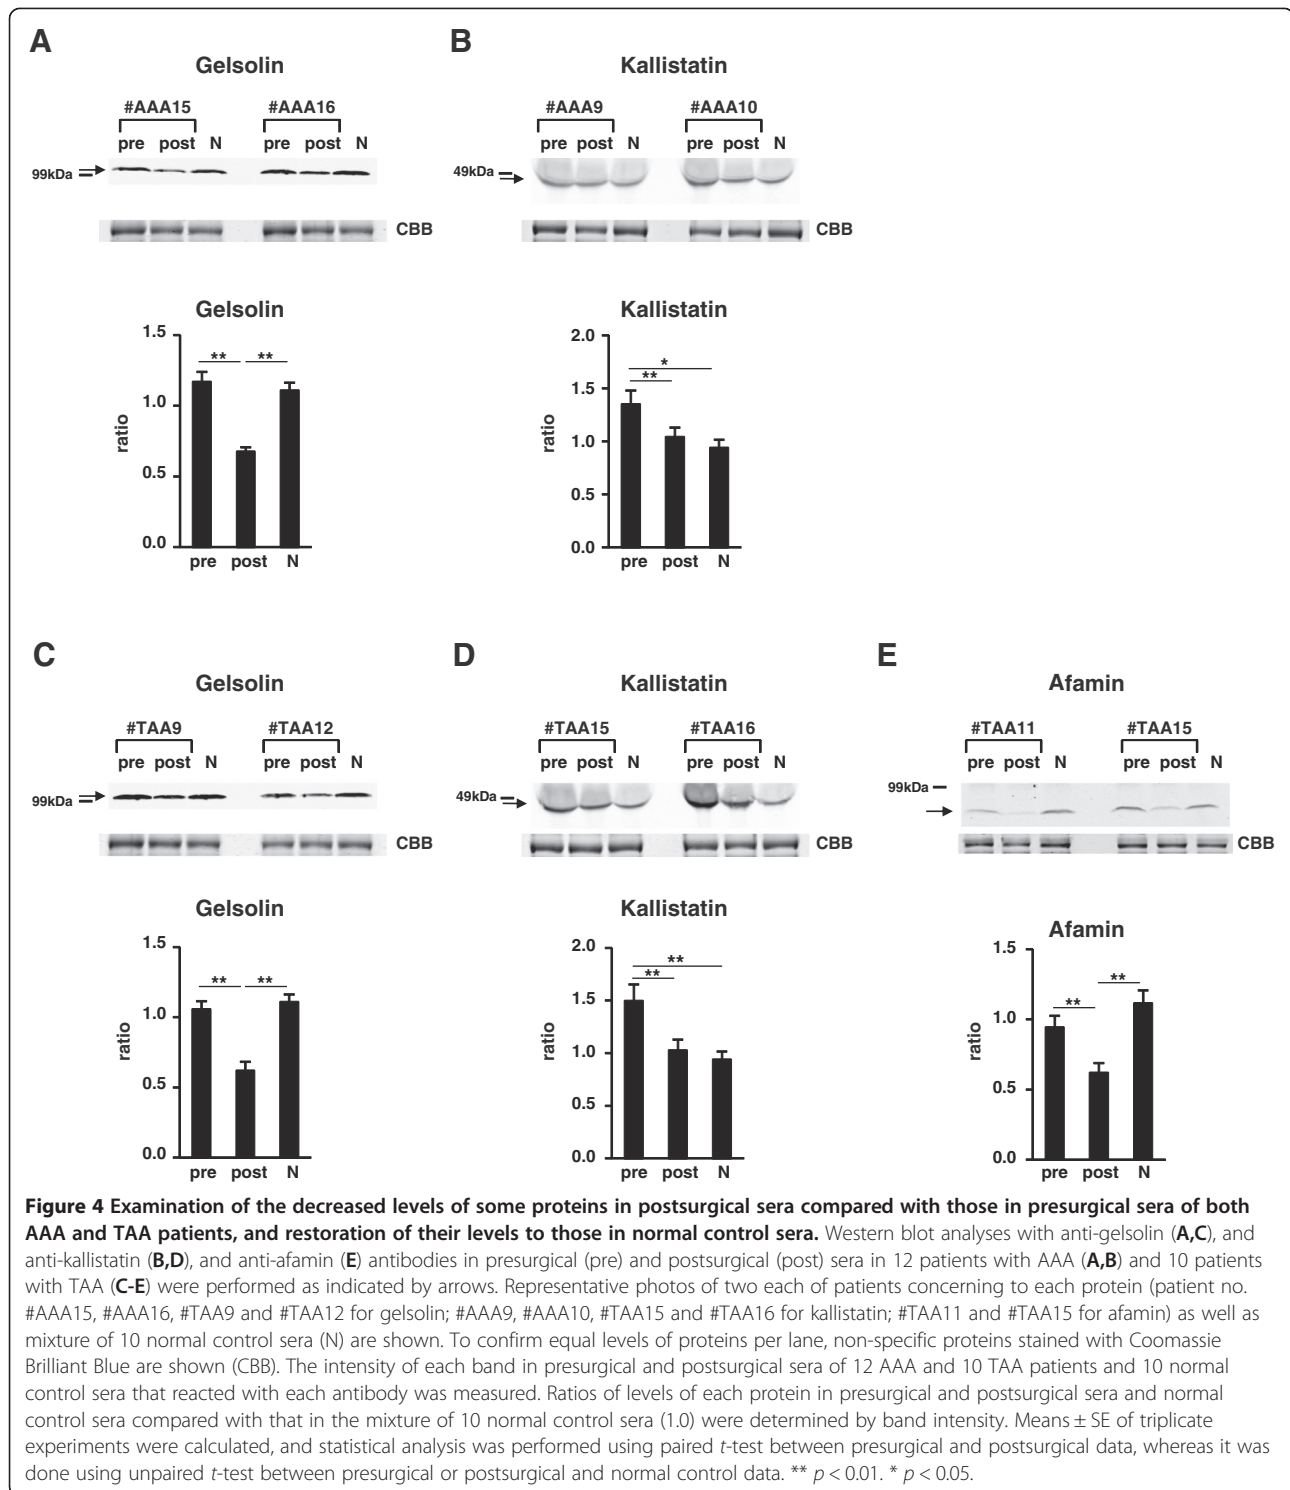 A
Gelsolin
#AAA15 #AAA16
pre post N pre post N
99kDa
CBB
Gelsolin
1.5
1.0
0.5
0.0
ratio
** **
pre post N
B
Kallistatin
#AAA9 #AAA10
pre post N pre post N
49kDa
CBB
Kallistatin
2.0
1.5
1.0
0.5
0.0
ratio
*
**
pre post N
C
Gelsolin
#TAA9 #TAA12
pre post N pre post N
99kDa
CBB
Gelsolin
1.5
1.0
0.5
0.0
ratio
** **
pre post N
D
Kallistatin
#TAA15 #TAA16
pre post N pre post N
49kDa
CBB
Kallistatin
2.0
1.5
1.0
0.5
0.0
ratio
**
**
pre post N
E
Afamin
#TAA11 #TAA15
pre post N pre post N
99kDa
CBB
Afamin
1.5
1.0
0.5
0.0
ratio
**
**
pre post N
Figure 4 Examination of the decreased levels of some proteins in postsurgical sera compared with those in presurgical sera of both
AAA and TAA patients, and restoration of their levels to those in normal control sera. Western blot analyses with anti-gelsolin (A,C), and
anti-kallistatin (B,D), and anti-afamin (E) antibodies in presurgical (pre) and postsurgical (post) sera in 12 patients with AAA (A,B) and 10 patients
with TAA (C-E) were performed as indicated by arrows. Representative photos of two each of patients concerning to each protein (patient no.
#AAA15, #AAA16, #TAA9 and #TAA12 for gelsolin; #AAA9, #AAA10, #TAA15 and #TAA16 for kallistatin; #TAA11 and #TAA15 for afamin) as well as
mixture of 10 normal control sera (N) are shown. To confirm equal levels of proteins per lane, non-specific proteins stained with Coomassie
Brilliant Blue are shown (CBB). The intensity of each band in presurgical and postsurgical sera of 12 AAA and 10 TAA patients and 10 normal
control sera that reacted with each antibody was measured. Ratios of levels of each protein in presurgical and postsurgical sera and normal
control sera compared with that in the mixture of 10 normal control sera (1.0) were determined by band intensity. Means ± SE of triplicate
experiments were calculated, and statistical analysis was performed using paired t-test between presurgical and postsurgical data, whereas it was
done using unpaired t-test between presurgical or postsurgical and normal control data. ** p < 0.01. * p < 0.05.